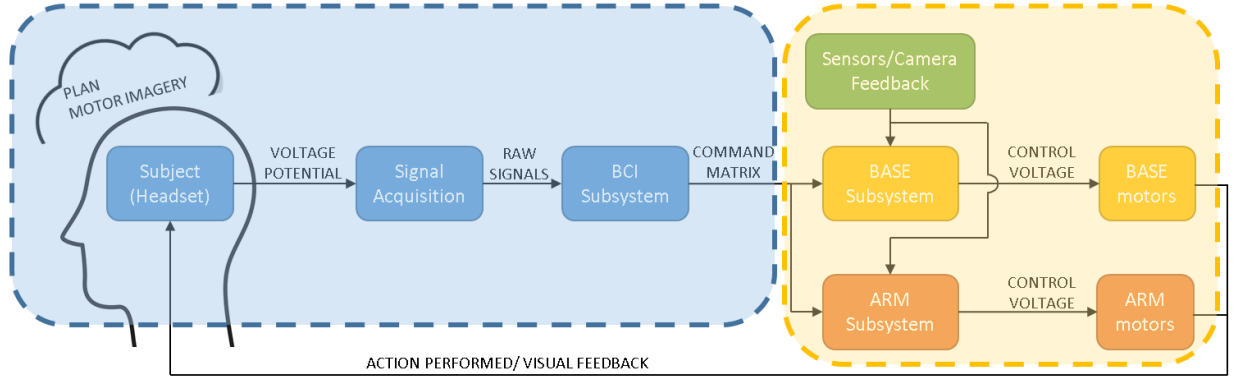 PLAN
MOTOR IMAGERY
Subject
(Headset)
VOLTAGE
POTENTIAL
Signal
Acquisition
RAW
SIGNALS
BCI
Subsystem
COMMAND
MATRIX
Sensors/Camera
Feedback
BASE
Subsystem
CONTROL
VOLTAGE
BASE
motors
ARM
Subsystem
CONTROL
VOLTAGE
ARM
motors
ACTION PERFORMED/ VISUAL FEEDBACK